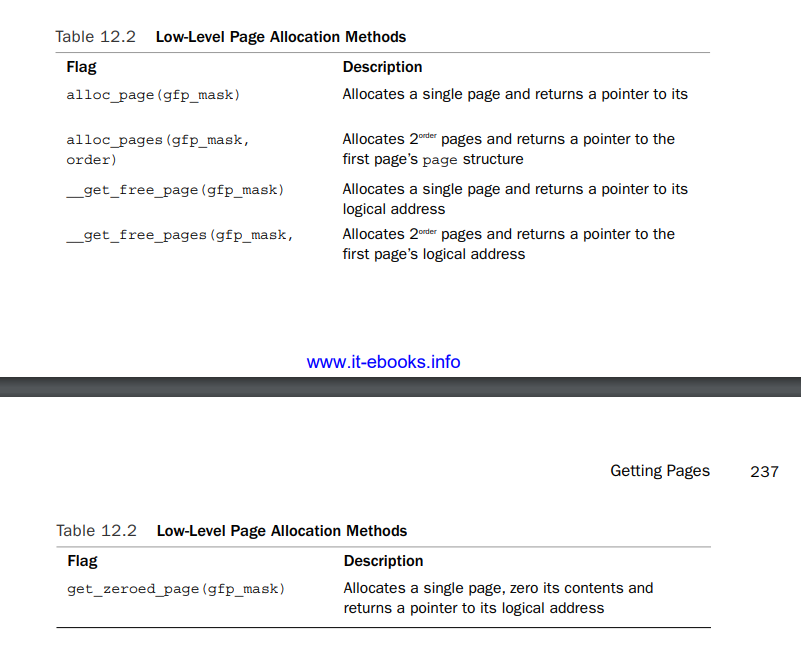 Table 12.2 Low-Level Page Allocation Methods
Flag Description
alloc_page(gfp_mask) Allocates a single page and returns a pointer to its
alloc_pages(gfp_mask, Allocates 2order pages and returns a pointer to the
order) first page's page structure
__get_free_page(gfp_mask) Allocates a single page and returns a pointer to its
logical address
__get_free_pages(gfp_mask, Allocates 2order pages and returns a pointer to the
first page's logical address
www.it-ebooks.info
Getting Pages 237
Table 12.2 Low-Level Page Allocation Methods
Flag Description
get_zeroed_page(gfp_mask) Allocates a single page, zero its contents and
returns a pointer to its logical address